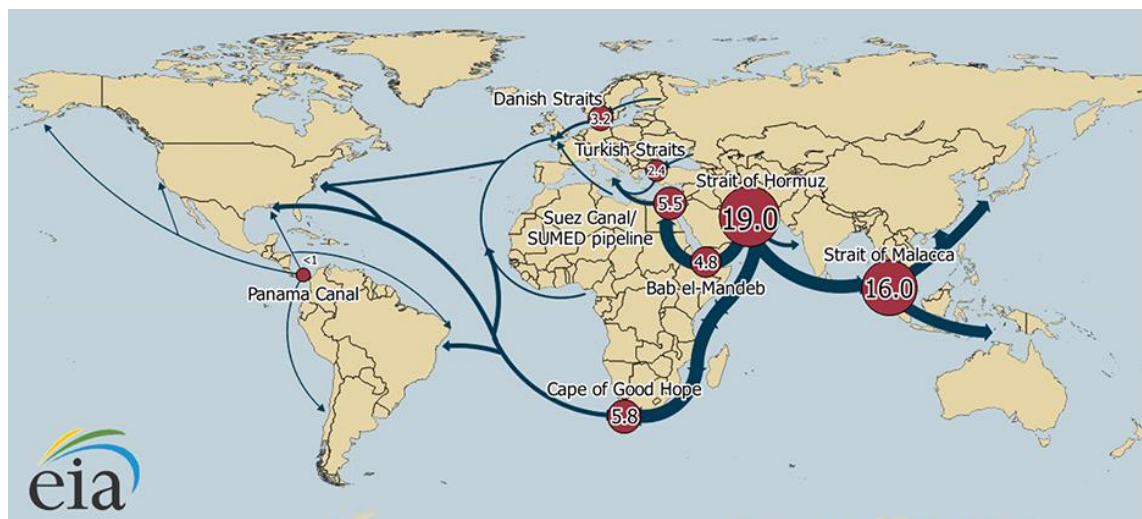 Danish Straits
3.2
Turkish Straits
2.4
Strait of Hormuz
19.0
5.5
Suez Canal/
SUMED pipeline
4.8
Bab el-Mandeb
Strait of Malacca
16.0
<1
Panama Canal
Cape of Good Hope
5.8
eia